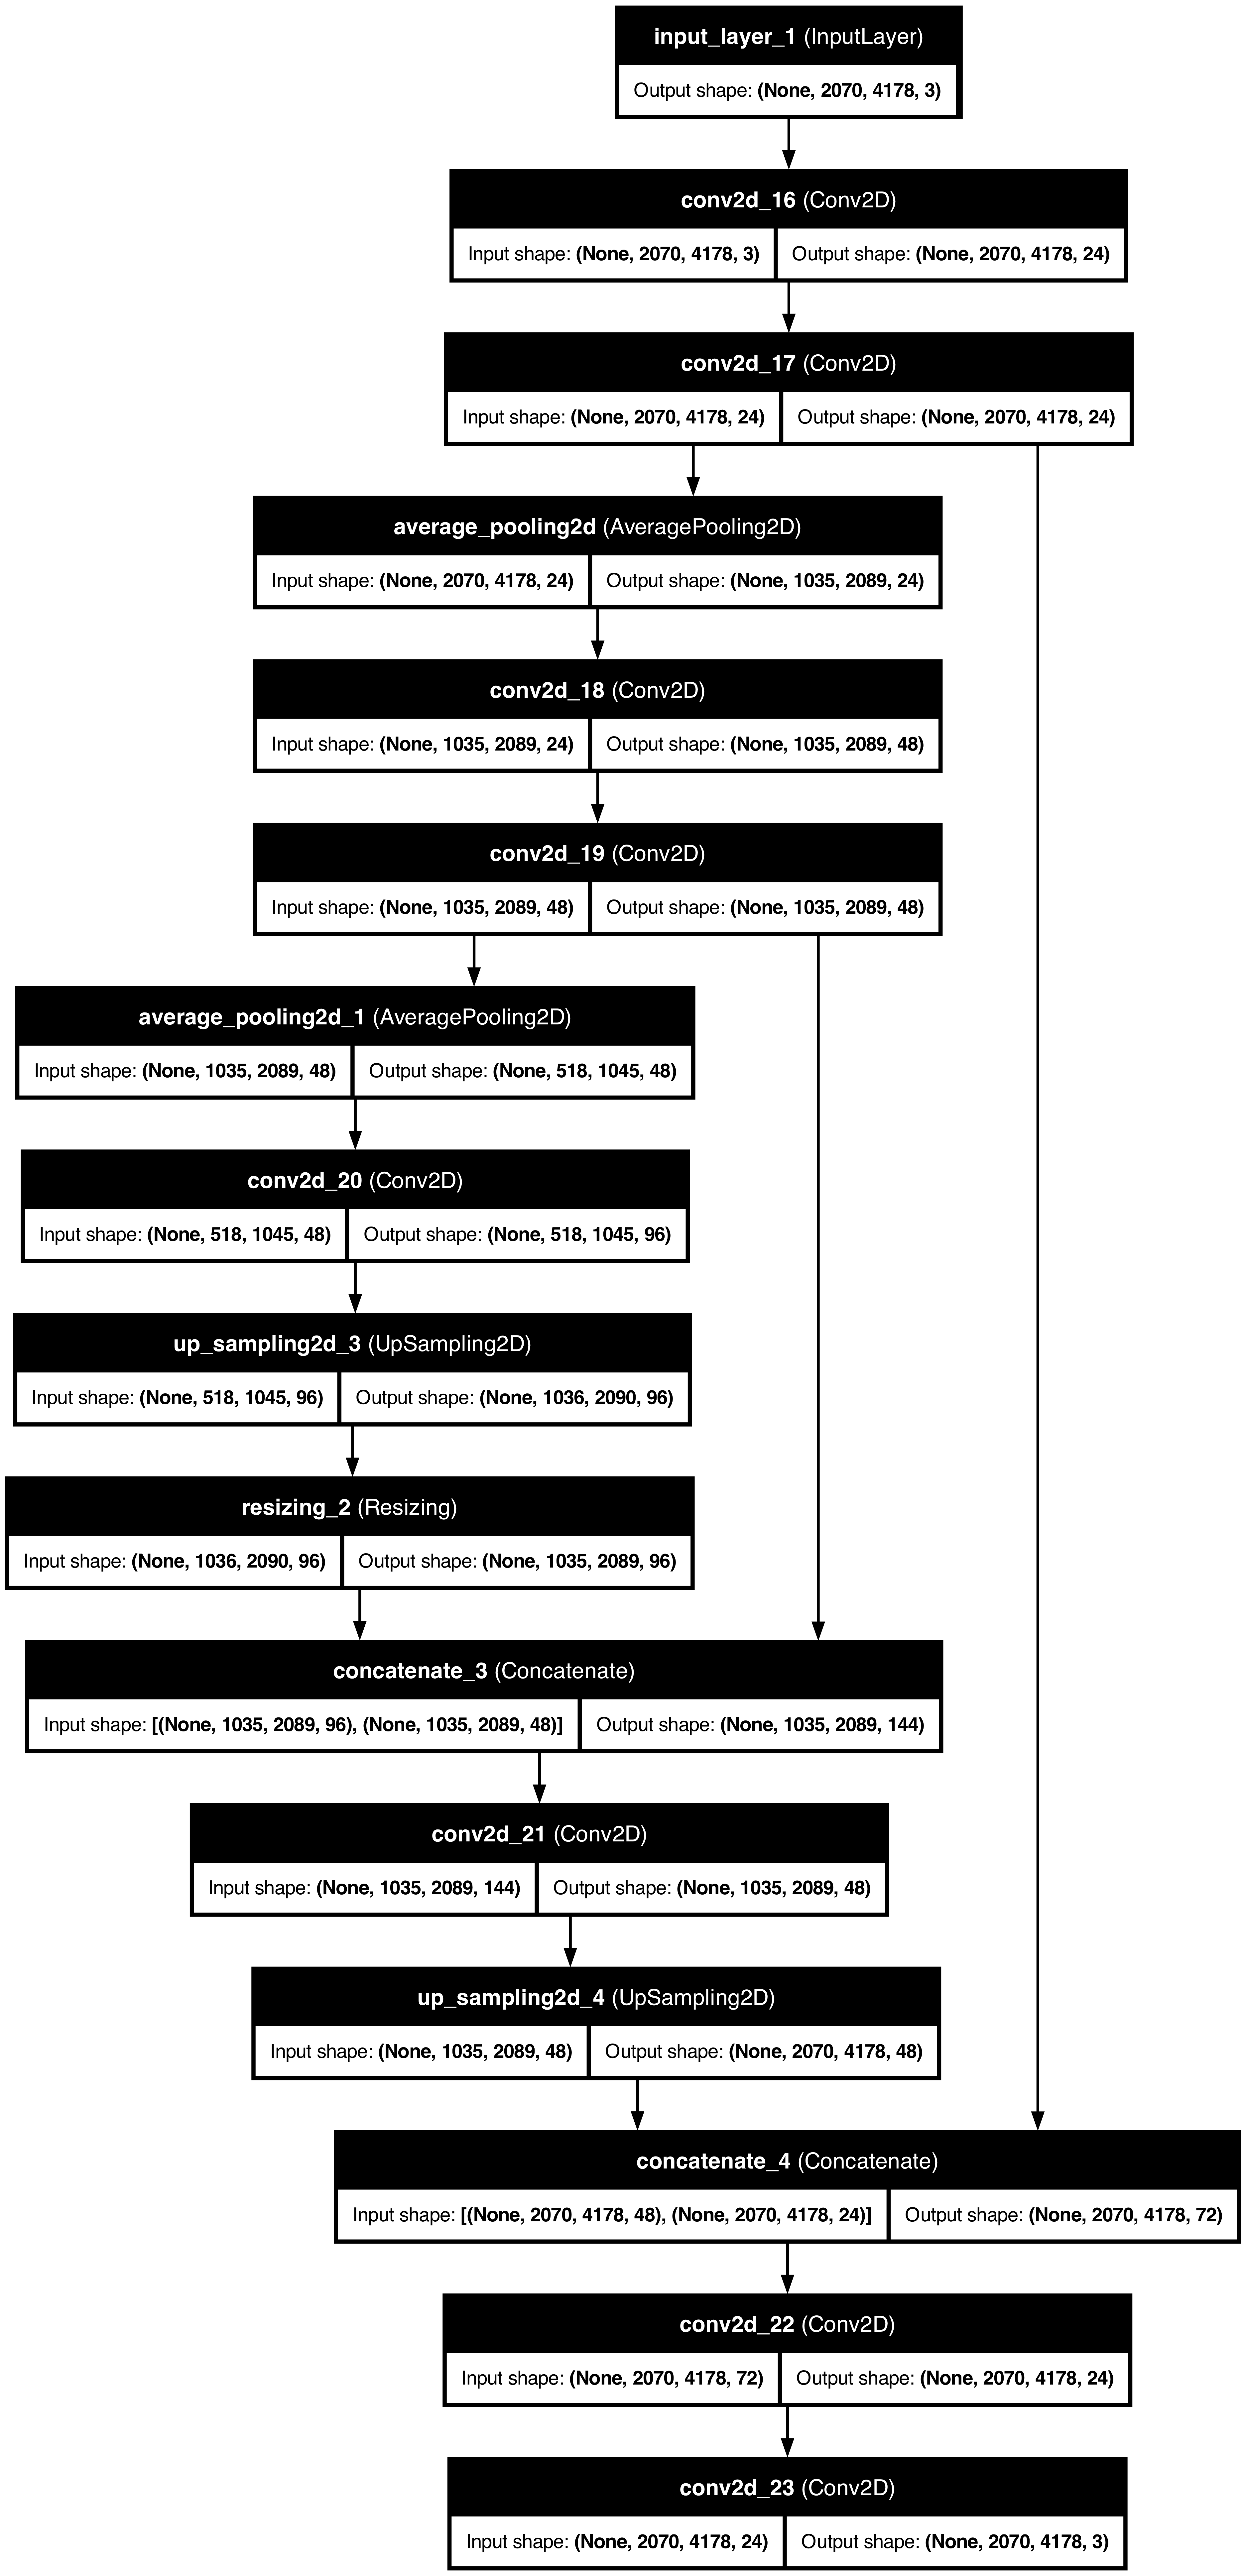 input_layer_1 (InputLayer)
Output shape: (None, 2070, 4178, 3)
conv2d_16 (Conv2D)
Input shape: (None, 2070, 4178, 3) Output shape: (None, 2070, 4178, 24)
conv2d_17 (Conv2D)
Input shape: (None, 2070, 4178, 24) Output shape: (None, 2070, 4178, 24)
average_pooling2d (AveragePooling2D)
Input shape: (None, 2070, 4178, 24) Output shape: (None, 1035, 2089, 24)
conv2d_18 (Conv2D)
Input shape: (None, 1035, 2089, 24) Output shape: (None, 1035, 2089, 48)
conv2d_19 (Conv2D)
Input shape: (None, 1035, 2089, 48) Output shape: (None, 1035, 2089, 48)
average_pooling2d_1 (AveragePooling2D)
Input shape: (None, 1035, 2089, 48) Output shape: (None, 518, 1045, 48)
conv2d_20 (Conv2D)
Input shape: (None, 518, 1045, 48) Output shape: (None, 518, 1045, 96)
up_sampling2d_3 (UpSampling2D)
Input shape: (None, 518, 1045, 96) Output shape: (None, 1036, 2090, 96)
resizing_2 (Resizing)
Input shape: (None, 1036, 2090, 96) Output shape: (None, 1035, 2089, 96)
concatenate_3 (Concatenate)
Input shape: [(None, 1035, 2089, 96), (None, 1035, 2089, 48)] Output shape: (None, 1035, 2089, 144)
conv2d_21 (Conv2D)
Input shape: (None, 1035, 2089, 144) Output shape: (None, 1035, 2089, 48)
up_sampling2d_4 (UpSampling2D)
Input shape: (None, 1035, 2089, 48) Output shape: (None, 2070, 4178, 48)
concatenate_4 (Concatenate)
Input shape: [(None, 2070, 4178, 48), (None, 2070, 4178, 24)] Output shape: (None, 2070, 4178, 72)
conv2d_22 (Conv2D)
Input shape: (None, 2070, 4178, 72) Output shape: (None, 2070, 4178, 24)
conv2d_23 (Conv2D)
Input shape: (None, 2070, 4178, 24) Output shape: (None, 2070, 4178, 3)